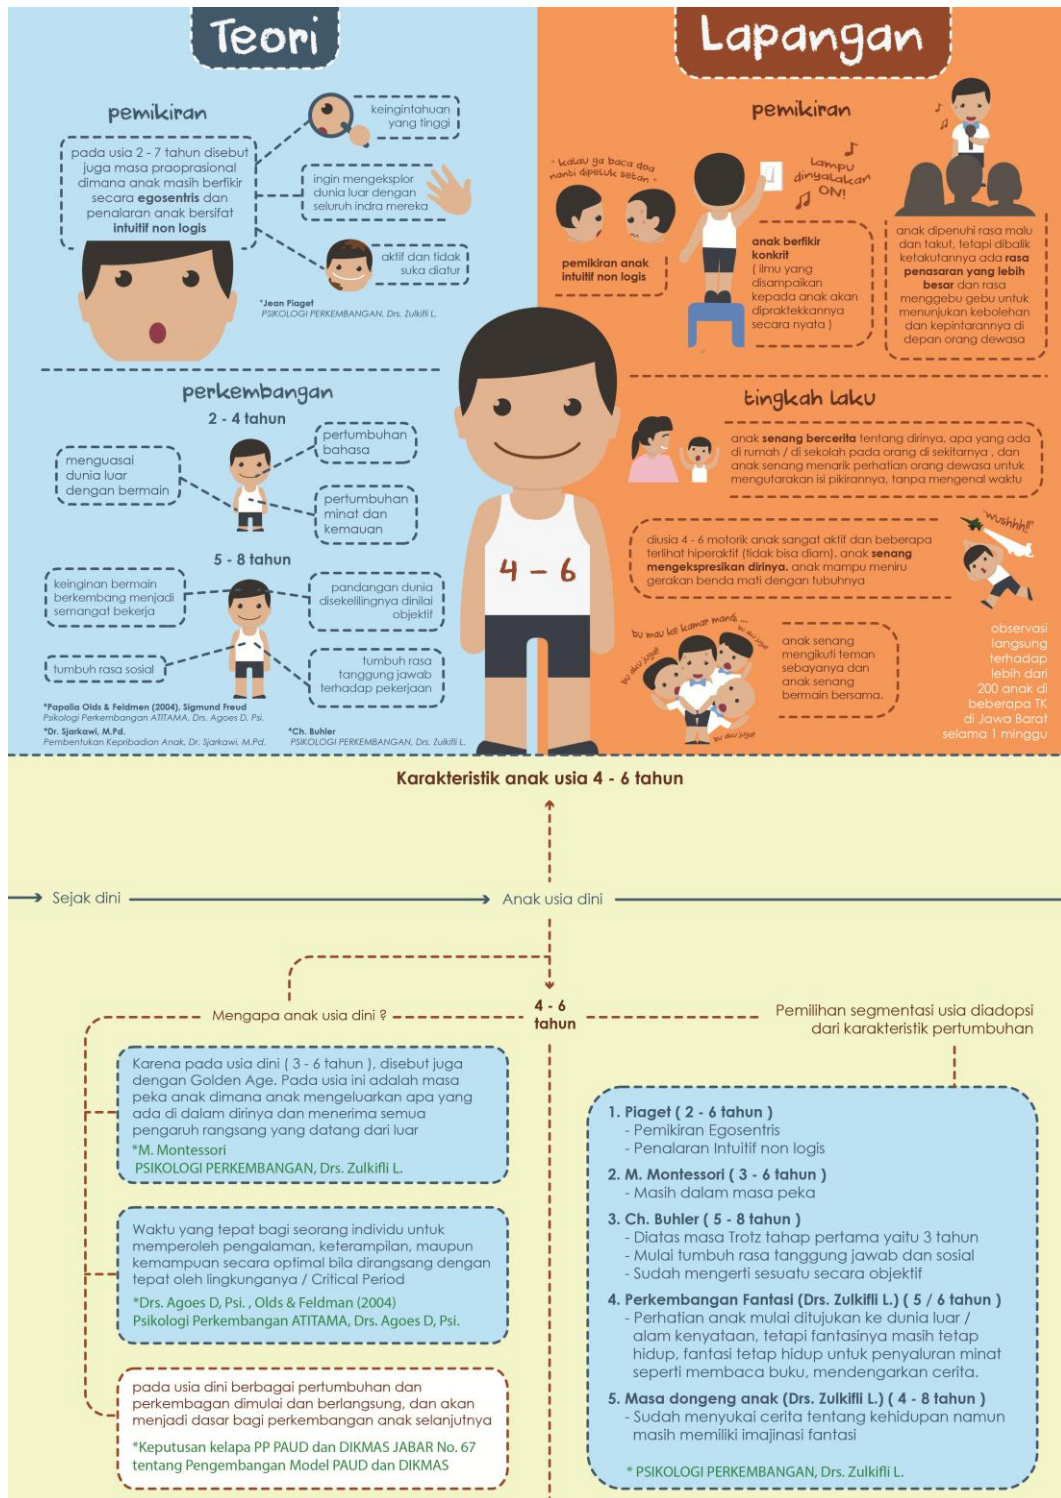 Teori
pemikiran
pada usia 2 - 7 tahun disebut
juga masa praoprasional
dimana anak masih berfikir
secara egosentris dan
penalaran anak bersifat
intuitif non logis
keingintahuan
yang tinggi
ingin mengeksplor
dunia luar dengan
seluruh indra mereka
aktif dan tidak
suka diatur
*Jean Piaget
PSIKOLOGI PERKEMBANGAN, Drs. Zulkifli L.
perkembangan
2 - 4 tahun
menguasai
dunia luar
dengan bermain
pertumbuhan
bahasa
pertumbuhan
minat dan
kemauan
5 - 8 tahun
keinginan bermain
berkembang menjadi
semangat bekerja
pandangan dunia
disekelilingnya dinilai
objektif
tumbuh rasa sosial
tumbuh rasa
tanggung jawab
terhadap pekerjaan
*Papalia Olds & Feldmen (2004), Sigmund Freud
Psikologi Perkembangan ATITAMA, Drs. Agoes D, Psi.
*Dr. Sjarkawi, M.Pd.
Pembentukan Kepribadian Anak, Dr. Sjarkawi, M.Pd.
*Ch. Buhler
PSIKOLOGI PERKEMBANGAN, Drs. Zulkifli L.
4 - 6
Lapangan
pemikiran
" kalau ga baca doa
nanti dipeluk setan "
pemikiran anak
intuitif non logis
Lampu
dinyalakan
ON!
anak berfikir
konkrit
( ilmu yang
disampaikan
kepada anak akan
dipraktekkannya
secara nyata )
anak dipenuhi rasa malu
dan takut, tetapi dibalik
ketakutannya ada rasa
penasaran yang lebih
besar dan rasa
menggebu gebu untuk
menunjukan kebolehan
dan kepintarannya di
depan orang dewasa
tingkah laku
anak senang bercerita tentang dirinya, apa yang ada
di rumah / di sekolah pada orang di sekitarnya , dan
anak senang menarik perhatian orang dewasa untuk
mengutarakan isi pikirannya, tanpa mengenal waktu
diusia 4 - 6 motorik anak sangat aktif dan beberapa
terlihat hiperaktif (tidak bisa diam). anak senang
mengekspresikan dirinya. anak mampu meniru
gerakan benda mati dengan tubuhnya
"wushhh!!"
bu mau ke kamar mandi ...
bu aku juga!!
bu aku juga!!
bu aku juga!!
anak senang
mengikuti teman
sebayanya dan
anak senang
bermain bersama.
observasi
langsung
terhadap
lebih dari
200 anak di
beberapa TK
di Jawa Barat
selama 1 minggu
Karakteristik anak usia 4 - 6 tahun
Sejak dini
Anak usia dini
Mengapa anak usia dini ?
4 - 6
tahun
Pemilihan segmentasi usia diadopsi
dari karakteristik pertumbuhan
Karena pada usia dini ( 3 - 6 tahun ), disebut juga
dengan Golden Age. Pada usia ini adalah masa
peka anak dimana anak mengeluarkan apa yang
ada di dalam dirinya dan menerima semua
pengaruh rangsang yang datang dari luar
*M. Montessori
PSIKOLOGI PERKEMBANGAN, Drs. Zulkifli L.
Waktu yang tepat bagi seorang individu untuk
memperoleh pengalaman, keterampilan, maupun
kemampuan secara optimal bila dirangsang dengan
tepat oleh lingkunganya / Critical Period
*Drs. Agoes D, Psi. , Olds & Feldman (2004)
Psikologi Perkembangan ATITAMA, Drs. Agoes D, Psi.
pada usia dini berbagai pertumbuhan dan
perkembagan dimulai dan berlangsung, dan akan
menjadi dasar bagi perkembangan anak selanjutnya
*Keputusan kelapa PP PAUD dan DIKMAS JABAR No. 67
tentang Pengembangan Model PAUD dan DIKMAS
1. Piaget ( 2 - 6 tahun )
- Pemikiran Egosentris
- Penalaran Intuitif non logis
2. M. Montessori ( 3 - 6 tahun )
- Masih dalam masa peka
3. Ch. Buhler ( 5 - 8 tahun )
- Diatas masa Trotz tahap pertama yaitu 3 tahun
- Mulai tumbuh rasa tanggung jawab dan sosial
- Sudah mengerti sesuatu secara objektif
4. Perkembangan Fantasi (Drs. Zulkifli L.) ( 5 / 6 tahun )
- Perhatian anak mulai ditujukan ke dunia luar /
alam kenyataan, tetapi fantasinya masih tetap
hidup, fantasi tetap hidup untuk penyaluran minat
seperti membaca buku, mendengarkan cerita.
5. Masa dongeng anak (Drs. Zulkifli L.) ( 4 - 8 tahun )
- Sudah menyukai cerita tentang kehidupan namun
masih memiliki imajinasi fantasi
* PSIKOLOGI PERKEMBANGAN, Drs. Zulkifli L.